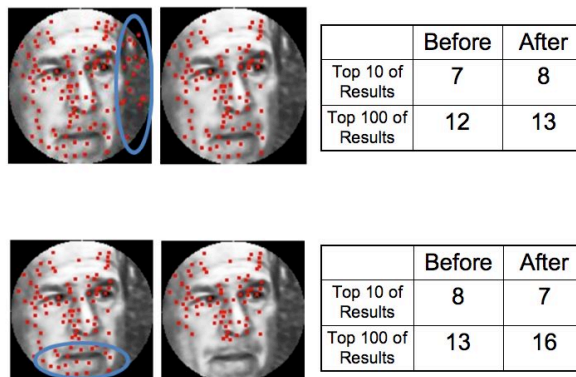 Before After
Top 10 of
Results
7 8
Top 100 of
Results
12 13
Before After
Top 10 of
Results
8 7
Top 100 of
Results
13 16